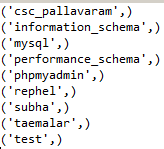 ('csc_pallavaram',)
('information_schema',)
('mysql',)
('performance_schema',)
('phpmyadmin',)
('rephel',)
('subha',)
('taemalar',)
('test',)